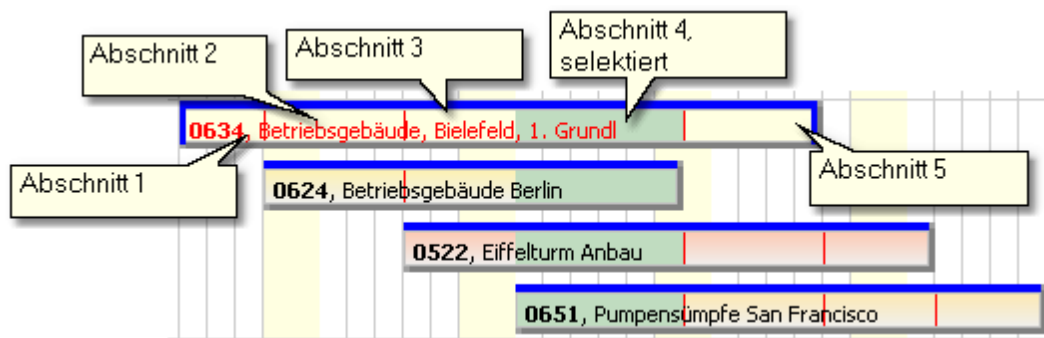 Abschnitt 2
Abschnitt 3
Abschnitt 4,
selektiert
0634, Betriebsgebäude, Bielefeld, 1. Grundl
Abschnitt 1
Abschnitt 5
0624, Betriebsgebäude Berlin
0522, Eiffelturm Anbau
0651, Pumpensümpfe San Francisco